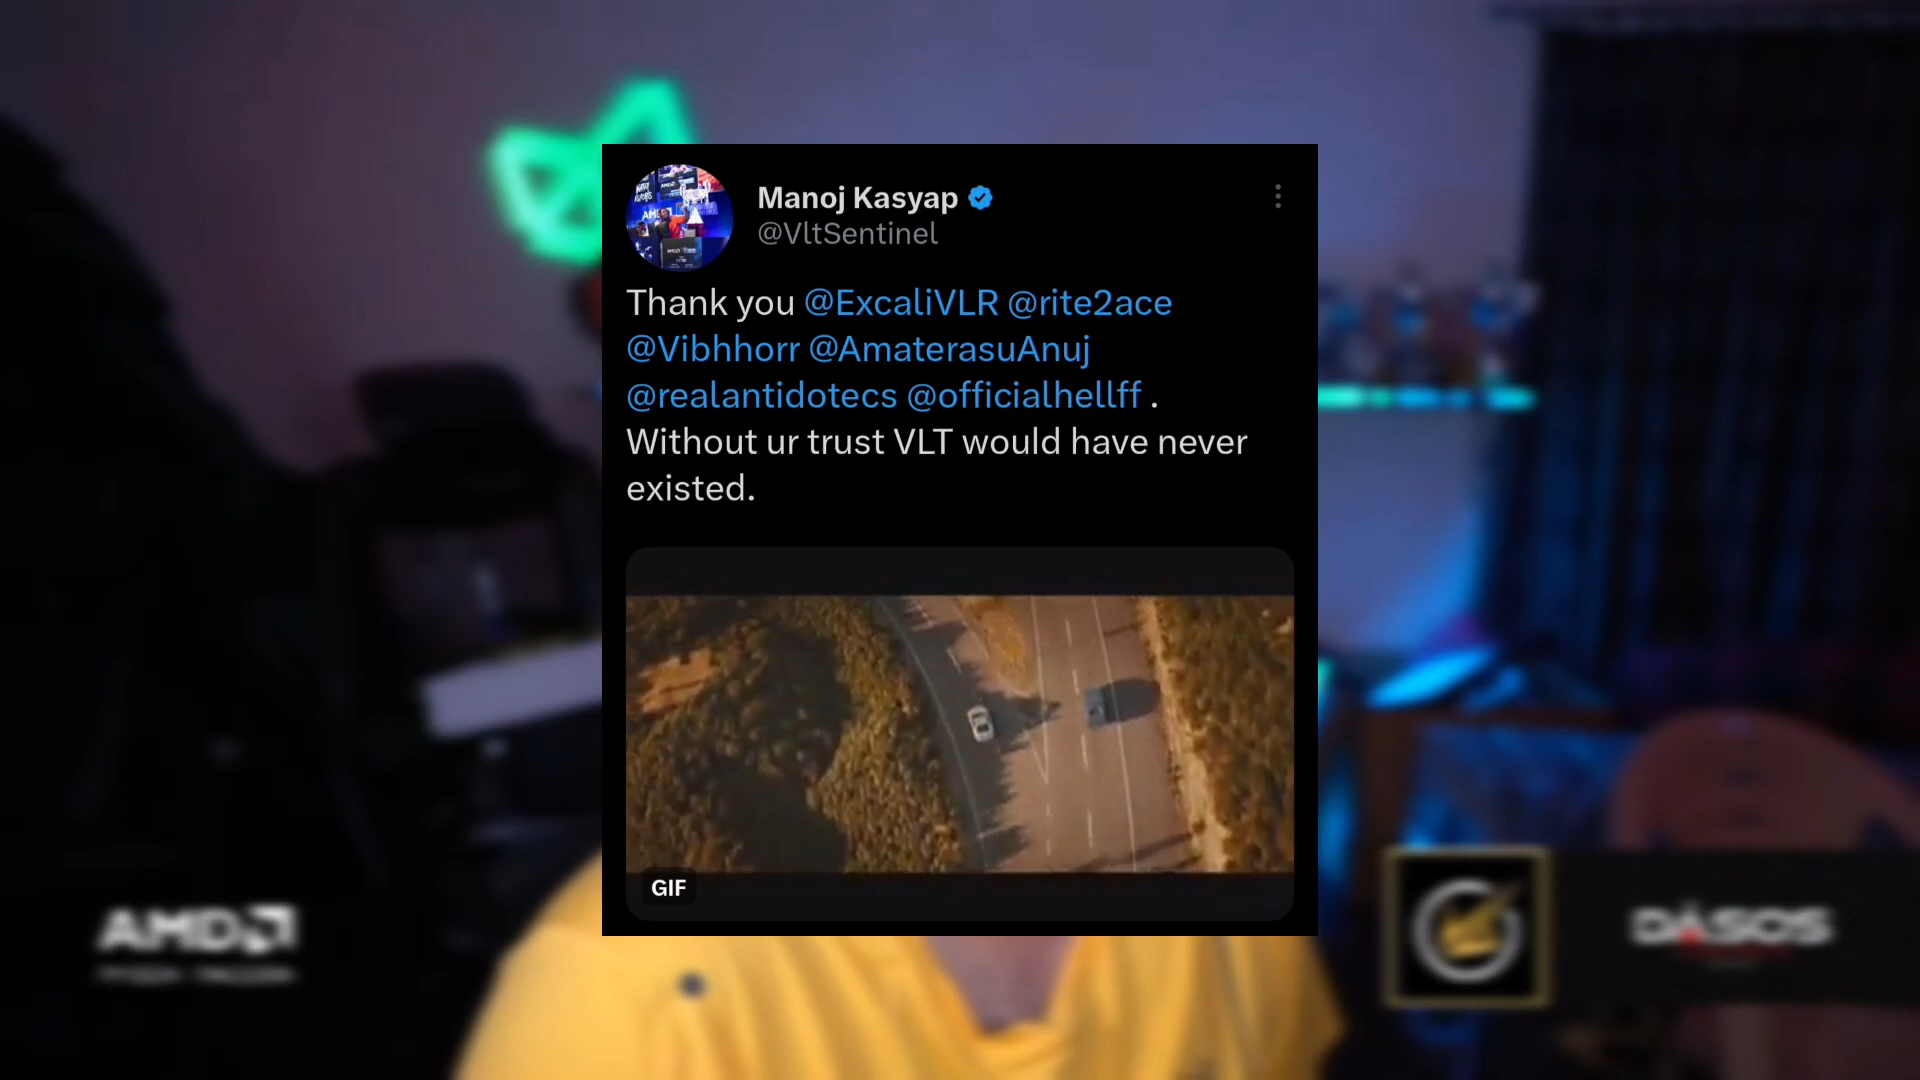 Manoj Kasyap
@VltSentinel
Thank you @ExcaliVLR @rite2ace
@Vibhhorr @AmaterasuAnuj
@realantidotecs @officialhellff .
Without ur trust VLT would have never
existed.
GIF
AMD
DASOS